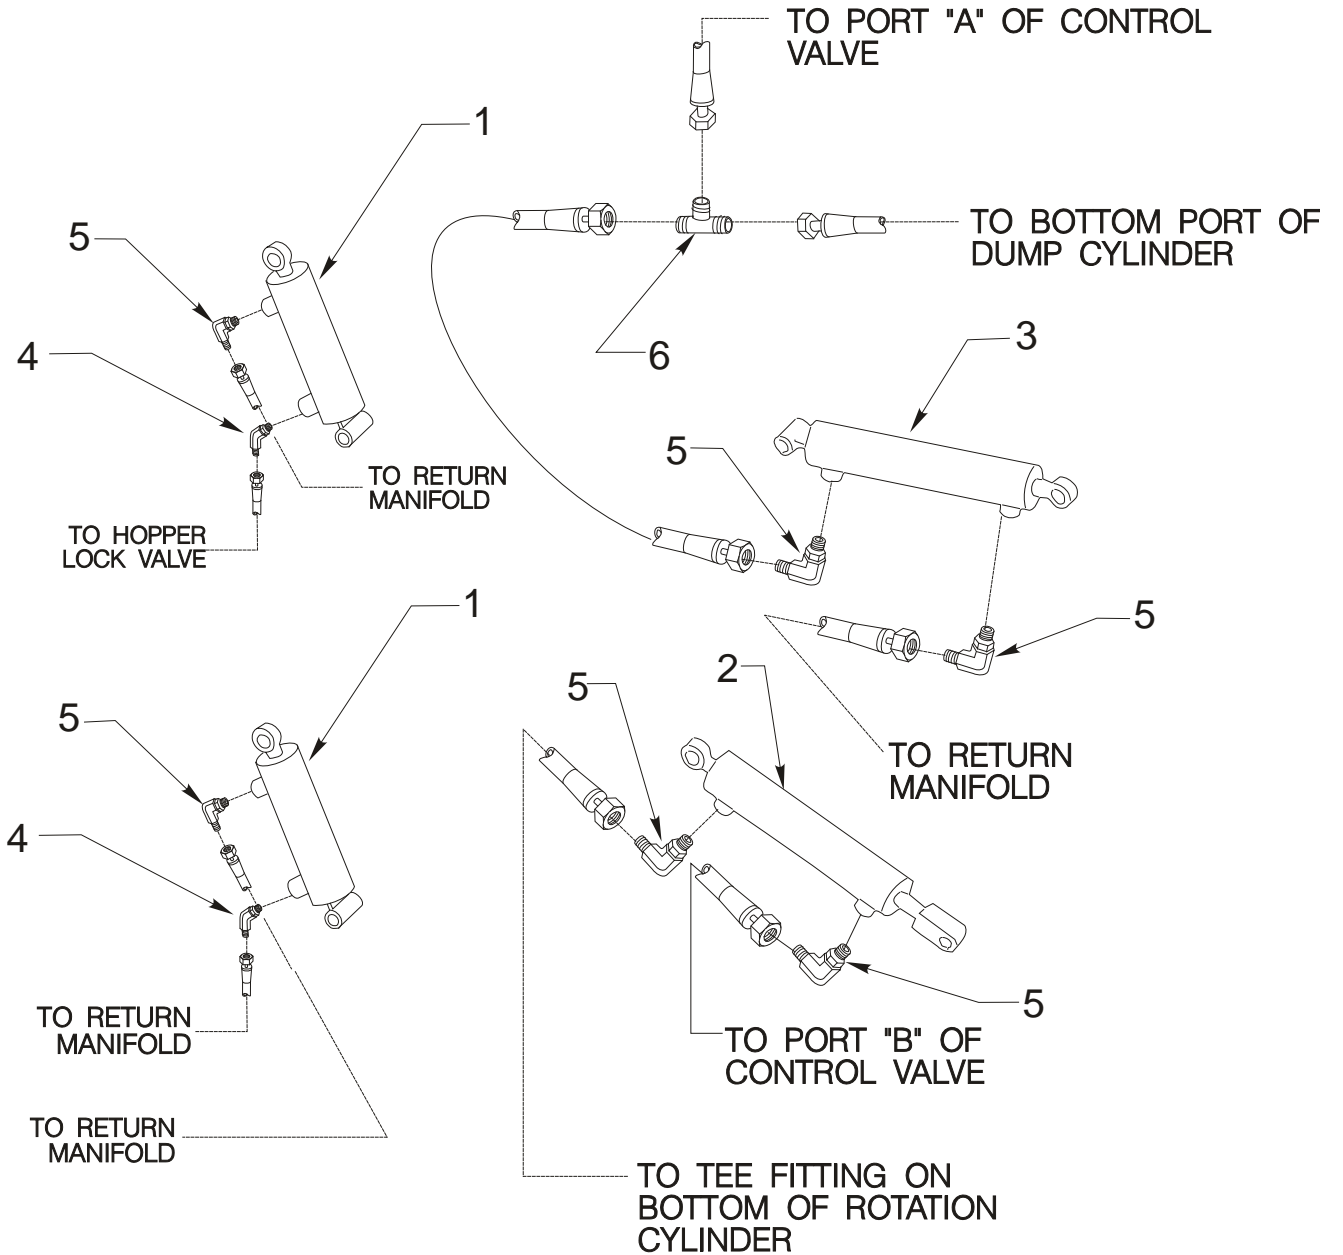 TO PORT "A" OF CONTROL
VALVE
1
5
TO BOTTOM PORT OF
DUMP CYLINDER
4
6
3
5
TO RETURN
MANIFOLD
TO HOPPER
LOCK VALVE
1
5
2
5
5
TO RETURN
MANIFOLD
4
TO RETURN
MANIFOLD
5
TO PORT "B" OF
CONTROL VALVE
TO RETURN
MANIFOLD
TO TEE FITTING ON
BOTTOM OF ROTATION
CYLINDER